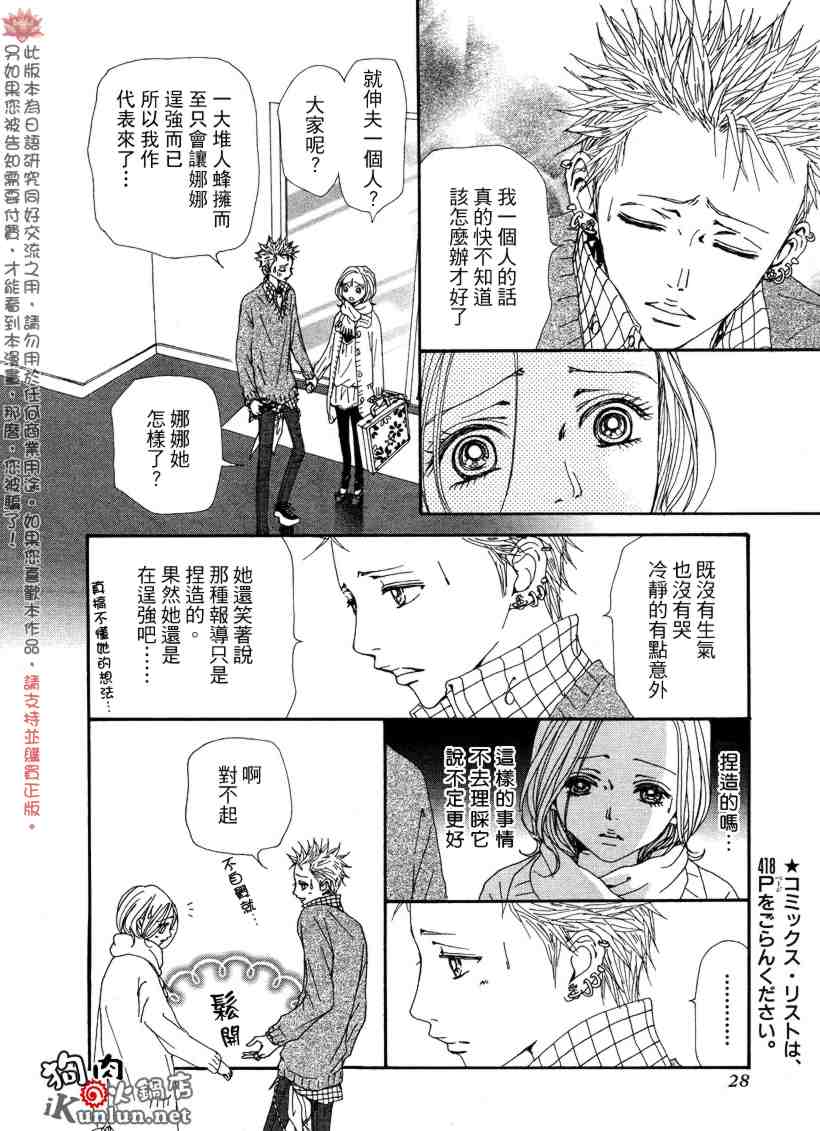 我一個人的話
真的快不知道
該怎麼辦才好了
就伸夫一個人?
大家呢?
一大堆人蜂擁而
至只會讓娜娜
逞強而已
所以我作
代表來了…
娜娜她
怎樣了?
既沒有生氣
也沒有哭
冷靜的有點意外
她還笑著說
那種報導只是
捏造的。
果然她還是
在逞強吧……
真搞不懂她的想法…
捏造的嗎…
這樣的事情
不去理睬它
說不定更好
…………
啊
對不起
不自覺就…
鬆開
★コミックス・リストは、
418Pをごらんください。
ページ
28
此版本為日語研究同好交流之用,請勿用於任何商業用途。如果您喜歡本作品,請支持並購買正版。
另如果您被告知需要付費,才能看到本漫畫,那麼,您被騙了!
狗肉
火鍋店
iKunlun.net